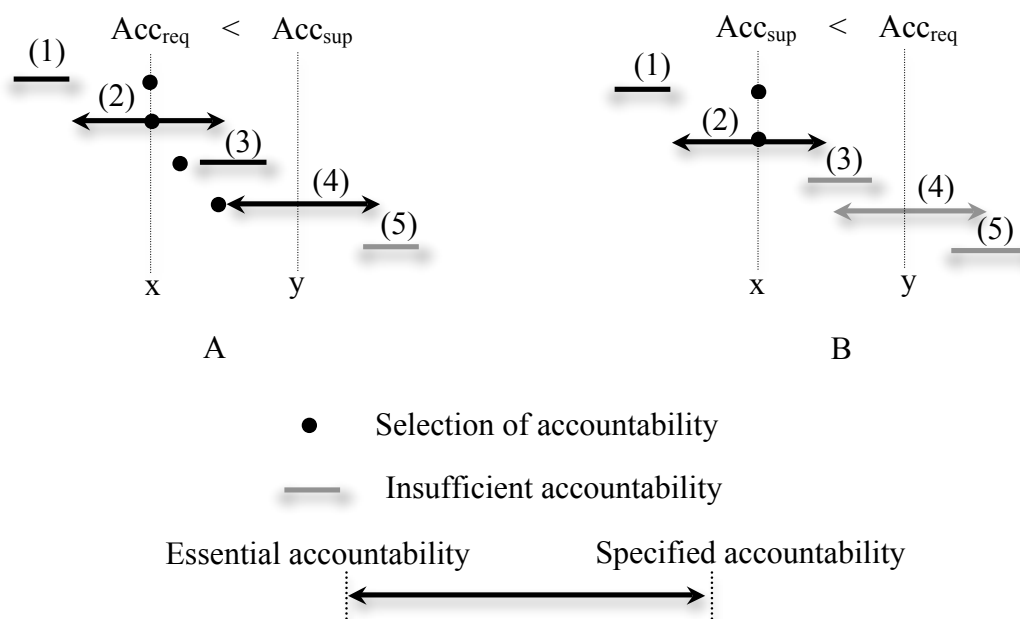 Acc_req < Acc_sup
(1)
(2)
(3)
(4)
(5)
x y
A
Acc_sup < Acc_req
(1)
(2)
(3)
(4)
(5)
x y
B
Selection of accountability
Insufficient accountability
Essential accountability Specified accountability